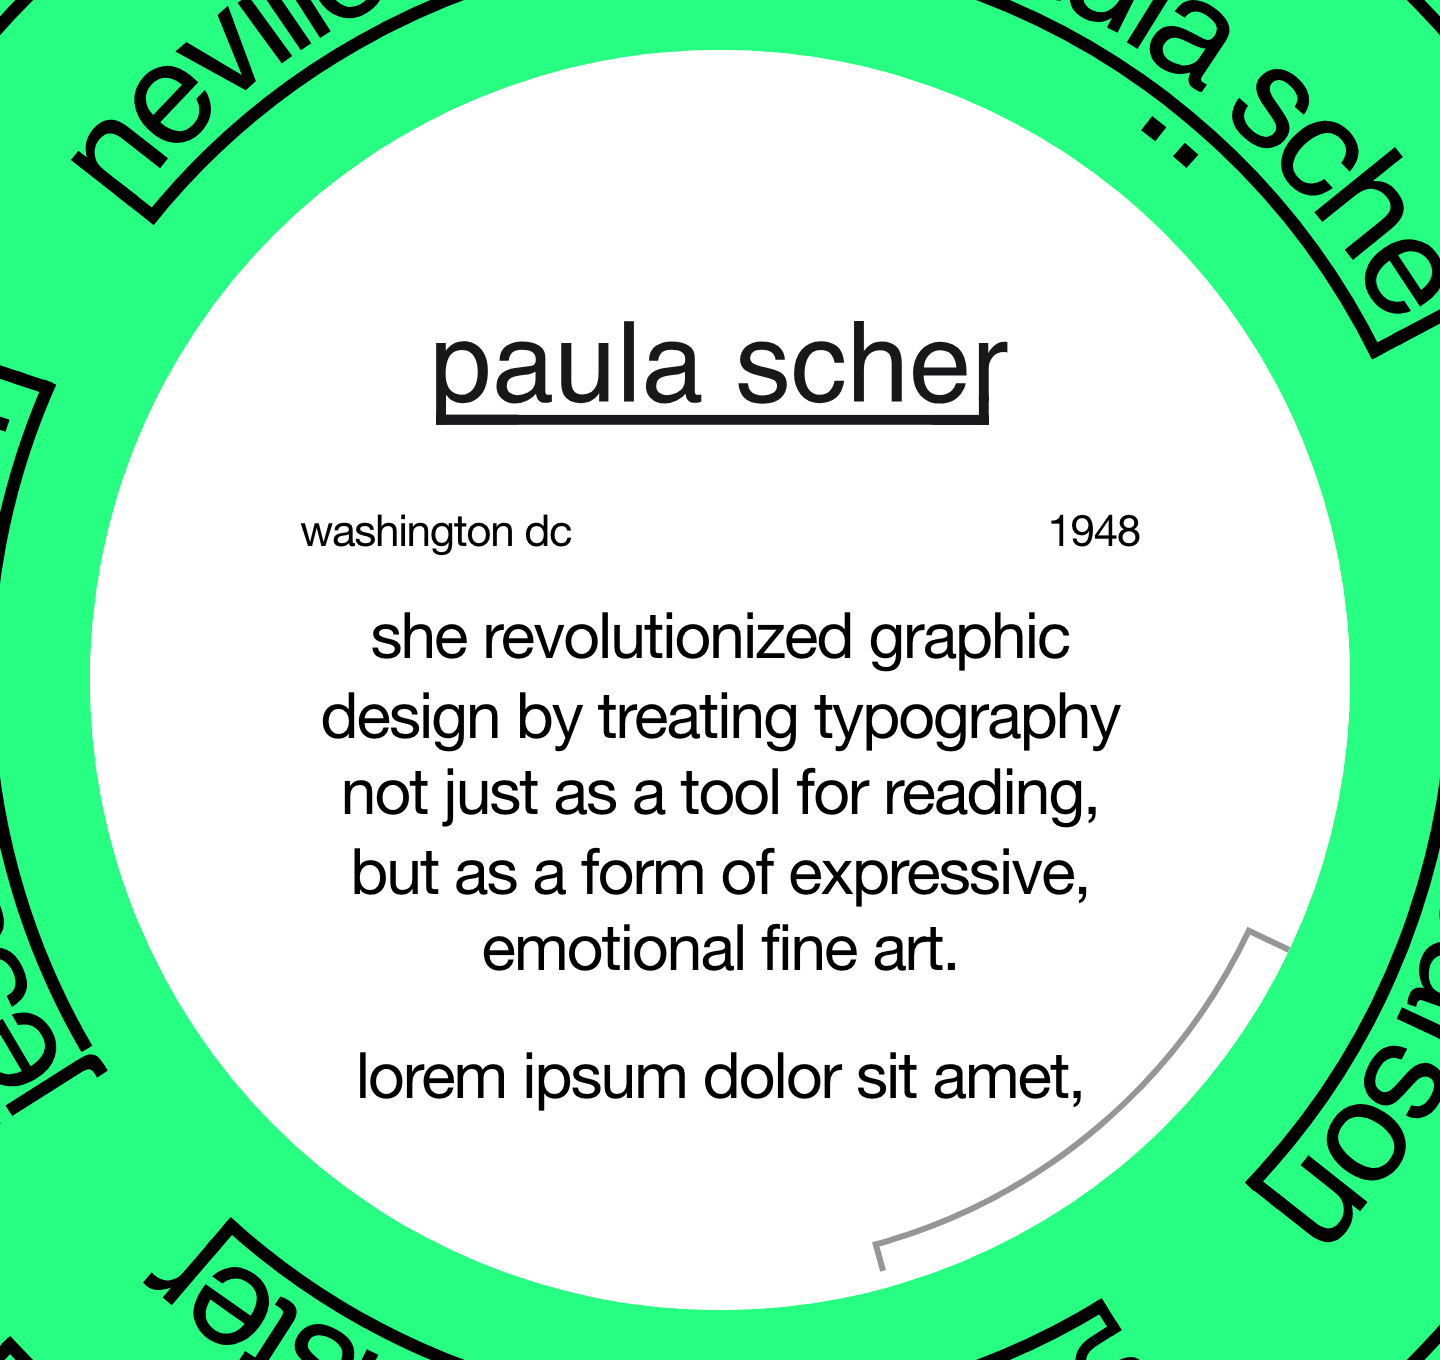 neville
paula scher
washington dc
1948
she revolutionized graphic
design by treating typography
not just as a tool for reading,
but as a form of expressive,
emotional fine art.
lorem ipsum dolor sit amet,